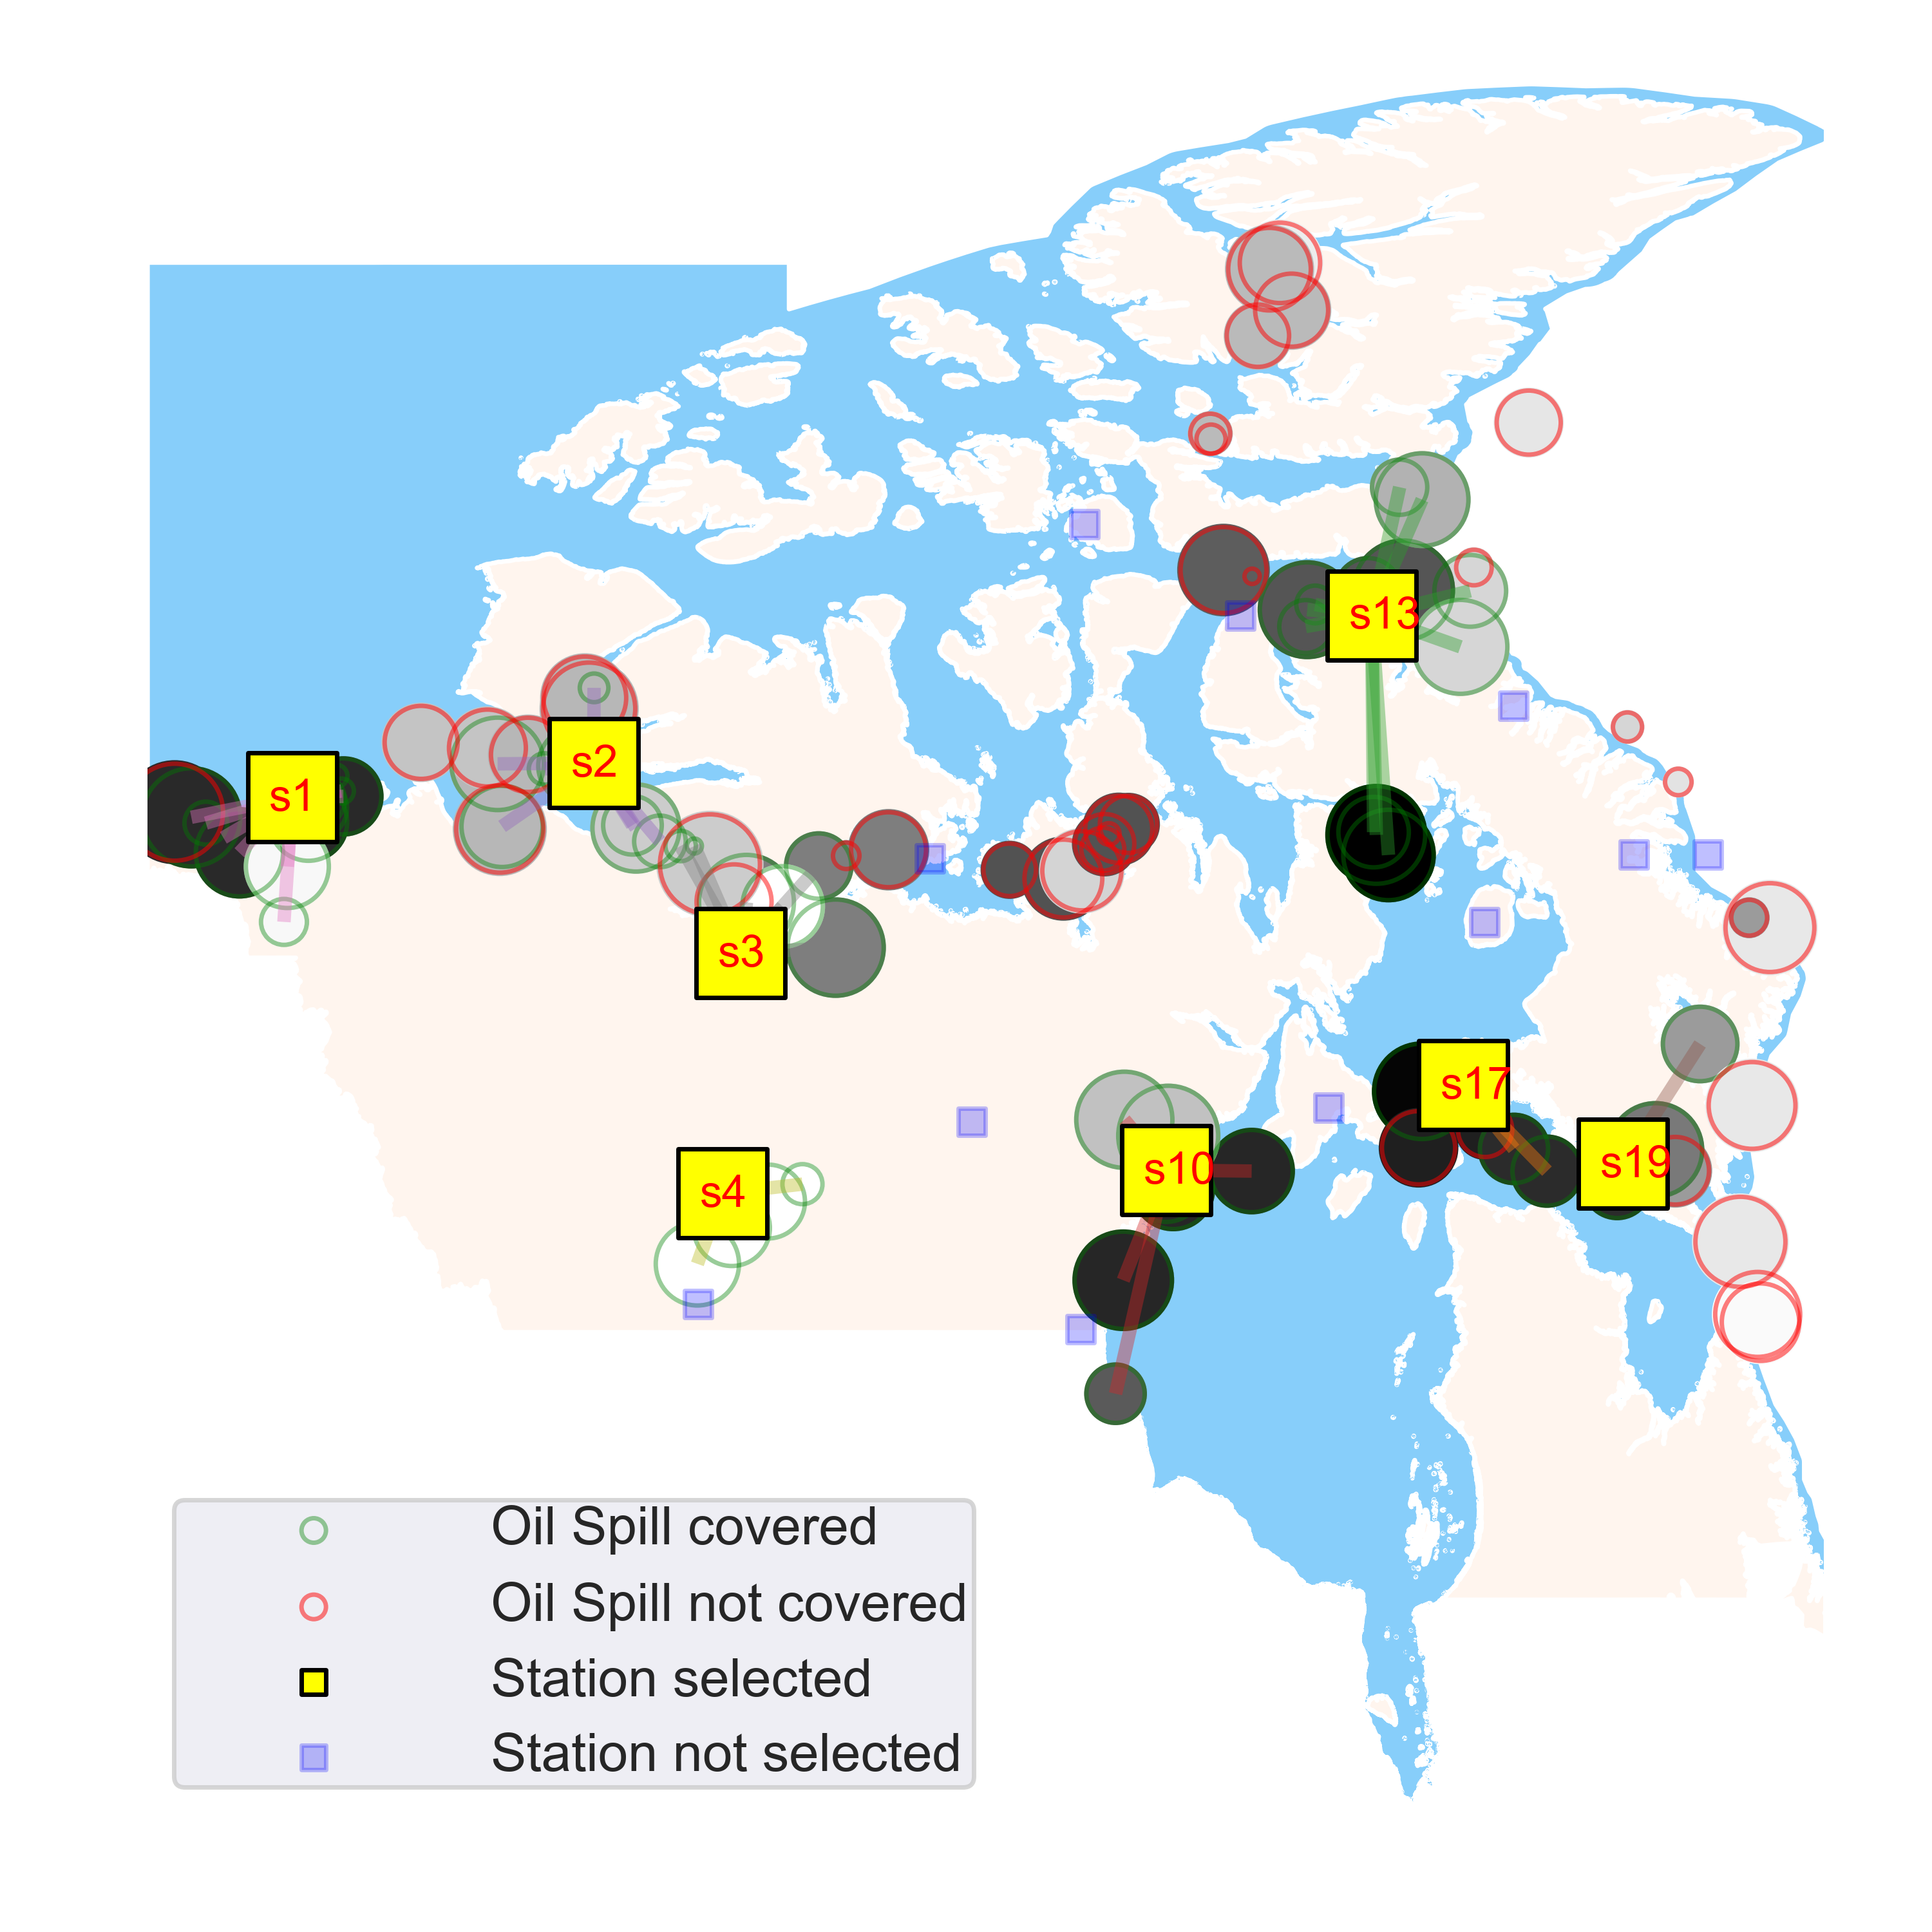 s13
s2
s1
s3
s17
s10
s19
s4
Oil Spill covered
Oil Spill not covered
Station selected
Station not selected